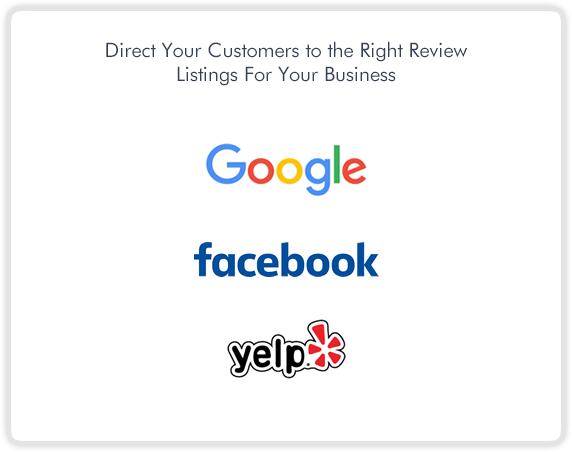 Direct Your Customers to the Right Review
Listings For Your Business
Google
facebook
yelp